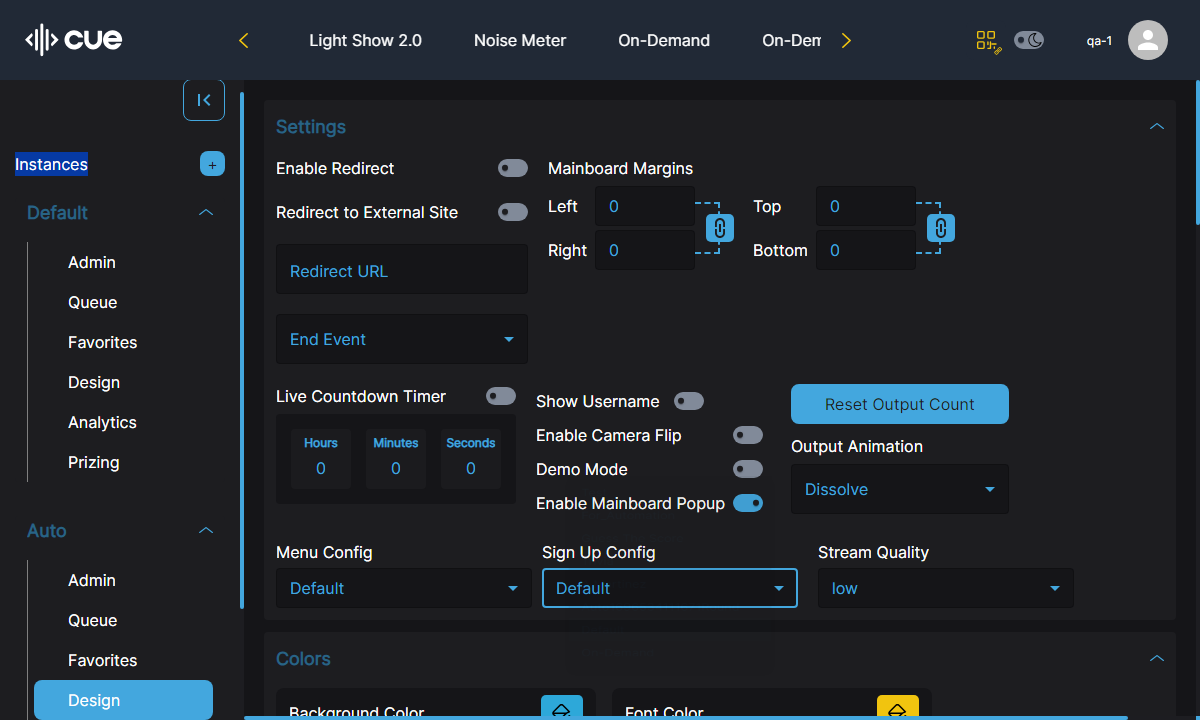 cue
Light Show 2.0
Noise Meter
On-Demand
On-Dem
qa-1
Instances
+
Default
Admin
Queue
Favorites
Design
Analytics
Prizing
Auto
Admin
Queue
Favorites
Design
Settings
Enable Redirect
Redirect to External Site
Redirect URL
End Event
Mainboard Margins
Left 0
Right 0
Top 0
Bottom 0
Live Countdown Timer
Hours Minutes Seconds
0 0 0
Show Username
Enable Camera Flip
Demo Mode
Enable Mainboard Popup
Reset Output Count
Output Animation
Dissolve
Menu Config
Default
Sign Up Config
Default
Stream Quality
low
Colors
Background Color
Font Color